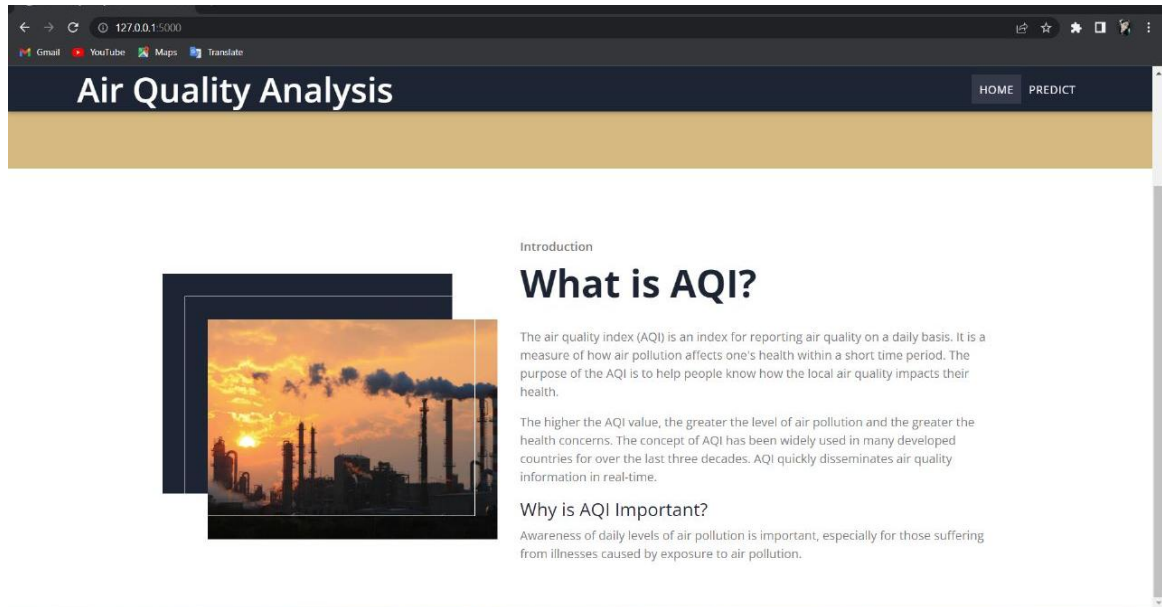 127.0.0.1:5000
Gmail YouTube Maps Translate
Air Quality Analysis
HOME PREDICT
Introduction
What is AQI?
The air quality index (AQI) is an index for reporting air quality on a daily basis. It is a
measure of how air pollution affects one's health within a short time period. The
purpose of the AQI is to help people know how the local air quality impacts their
health.
The higher the AQI value, the greater the level of air pollution and the greater the
health concerns. The concept of AQI has been widely used in many developed
countries for over the last three decades. AQI quickly disseminates air quality
information in real-time.
Why is AQI Important?
Awareness of daily levels of air pollution is important, especially for those suffering
from illnesses caused by exposure to air pollution.